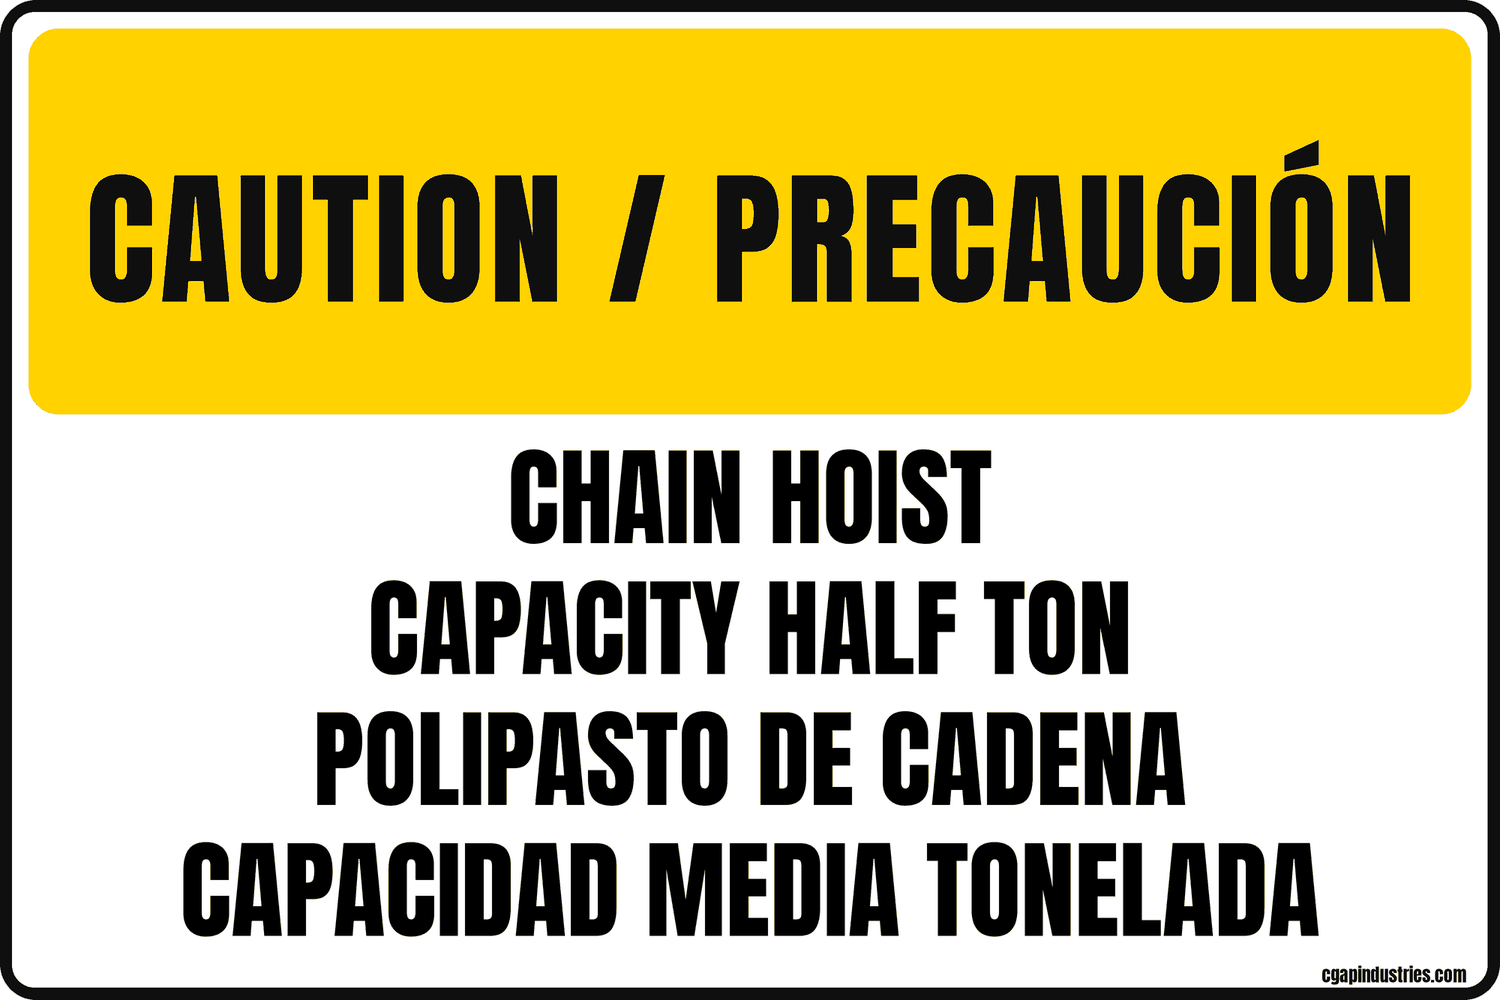 CAUTION / PRECAUCIÓN
CHAIN HOIST
CAPACITY HALF TON
POLIPASTO DE CADENA
CAPACIDAD MEDIA TONELADA
cgapindustries.com